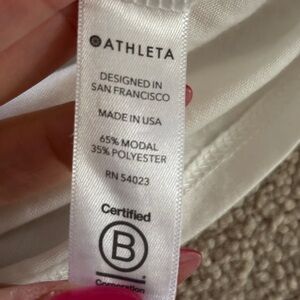 ATHLETA
DESIGNED IN
SAN FRANCISCO
MADE IN USA
65% MODAL
35% POLYESTER
RN 54023
Certified
B
Corporation